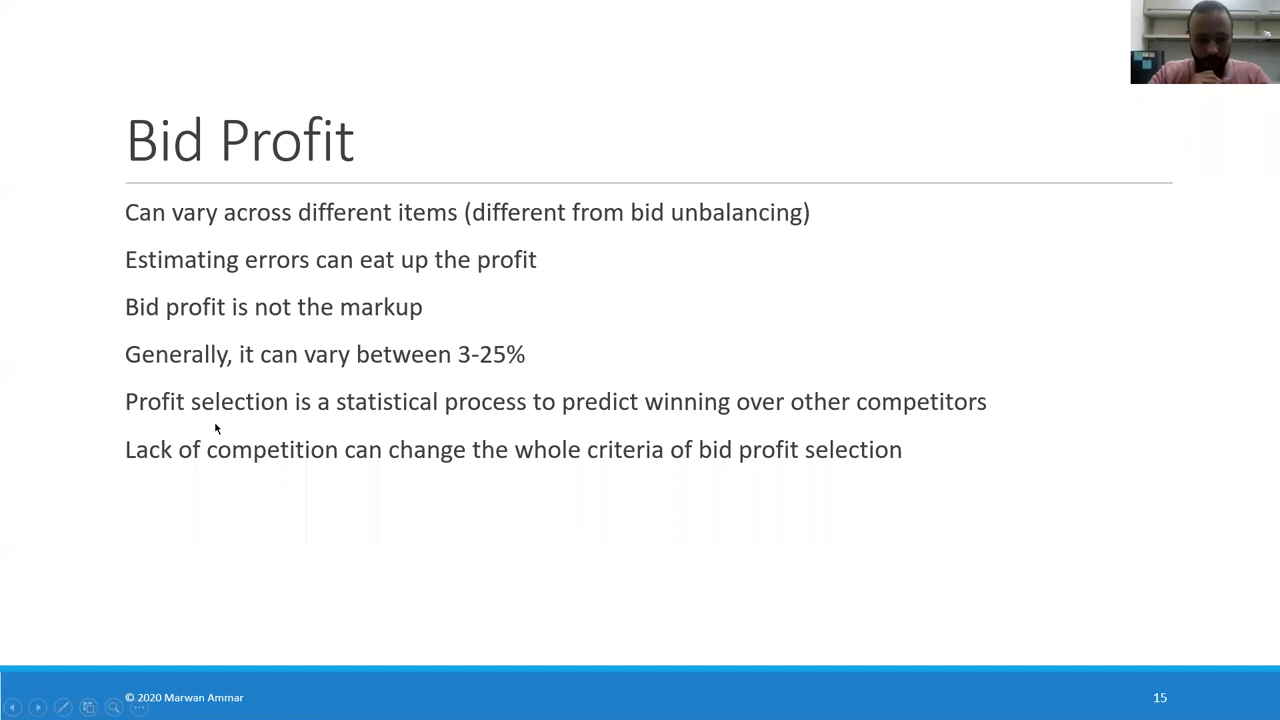 Bid Profit
Can vary across different items (different from bid unbalancing)
Estimating errors can eat up the profit
Bid profit is not the markup
Generally, it can vary between 3-25%
Profit selection is a statistical process to predict winning over other competitors
Lack of competition can change the whole criteria of bid profit selection
© 2020 Marwan Ammar
15